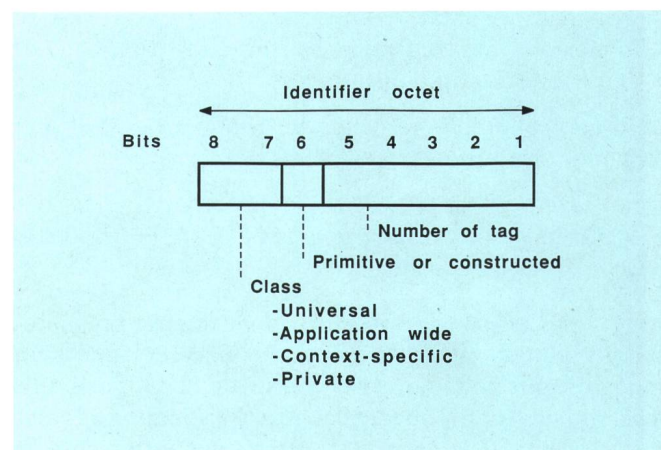 Identifier octet
Bits 8 7 6 5 4 3 2 1
Number of tag
Primitive or constructed
Class
-Universal
-Application wide
-Context-specific
-Private